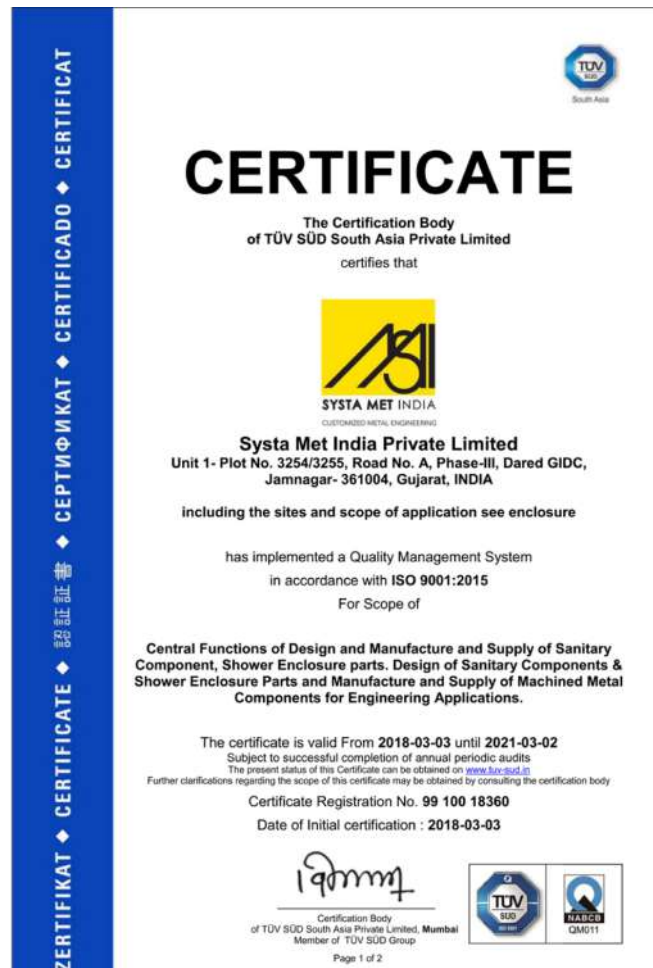 ZERTIFIKAT ◆ CERTIFICATE ◆ 認証証書 ◆ СЕРТИФИКАТ ◆ CERTIFICADO ◆ CERTIFICAT
TÜV
SÜD
South Asia
CERTIFICATE
The Certification Body
of TÜV SÜD South Asia Private Limited
certifies that
SYSTA MET INDIA
CUSTOMIZED METAL ENGINEERING
Systa Met India Private Limited
Unit 1- Plot No. 3254/3255, Road No. A, Phase-III, Dared GIDC,
Jamnagar- 361004, Gujarat, INDIA
including the sites and scope of application see enclosure
has implemented a Quality Management System
in accordance with ISO 9001:2015
For Scope of
Central Functions of Design and Manufacture and Supply of Sanitary
Component, Shower Enclosure parts. Design of Sanitary Components &
Shower Enclosure Parts and Manufacture and Supply of Machined Metal
Components for Engineering Applications.
The certificate is valid From 2018-03-03 until 2021-03-02
Subject to successful completion of annual periodic audits
The present status of this Certificate can be obtained on www.tuv-sud.in
Further clarifications regarding the scope of this certificate may be obtained by consulting the certification body
Certificate Registration No. 99 100 18360
Date of Initial certification : 2018-03-03
Certification Body
of TÜV SÜD South Asia Private Limited, Mumbai
Member of TÜV SÜD Group
Page 1 of 2
Q
TÜV
SÜD
ISO 9001
NABCB
QM011